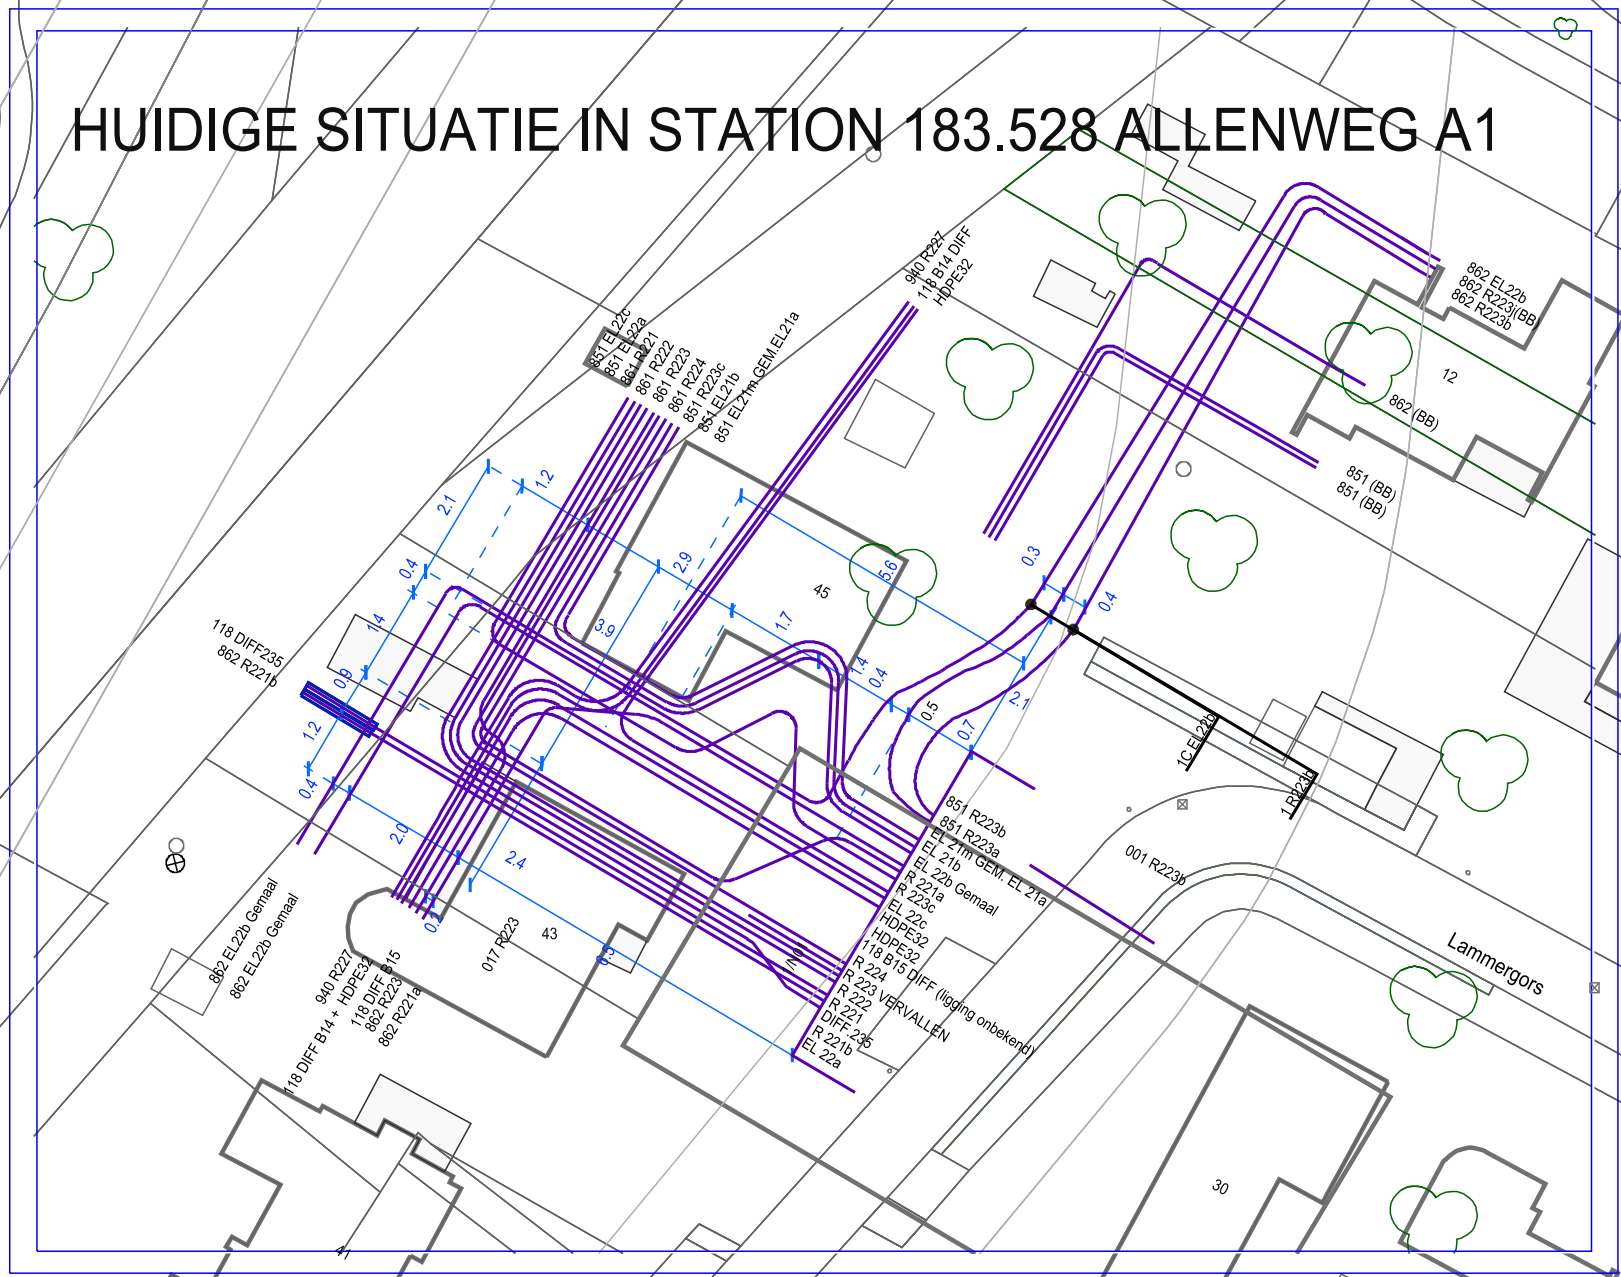 HUIDIGE SITUATIE IN STATION 183.528 ALLENWEG A1
940 R227
118 B14 DIFF
HDPE32
862 EL22b
862 R223j(BB)
862 R223b
12
862 (BB)
851 (BB)
851 (BB)
851 EL22c
851 EL22a
861 R221
861 R222
861 R223
861 R224
851 R223c
851 EL21b
851 EL21m GEM.EL21a
2.1
1.2
0.4
1.4
0.9
1.2
0.4
2.9
3.9
5.6
45
1.7
1.4
0.4
0.5
0.7
2.1
0.3
0.4
118 DIFF235
862 R221b
2.0
2.4
0.2
6.5
43
017 R223
1C EL22b
1 R223b
001 R223b
Lammergors
851 R223b
851 R223a
EL 21m GEM. EL 21a
EL 21b
EL 22b Gemaal
R 221a
R 223c
EL 22c
HDPE32
HDPE32
118 B15 DIFF (ligging onbekend)
R 224
R 223 VERVALLEN
R 222
R 221
DIFF.235
R 221b
EL 22a
862 EL22b Gemaal
862 EL22b Gemaal
940 R227
118 DIFF B14 + HDPE32
118 DIFF B15
862 R223
862 R221a
30
41